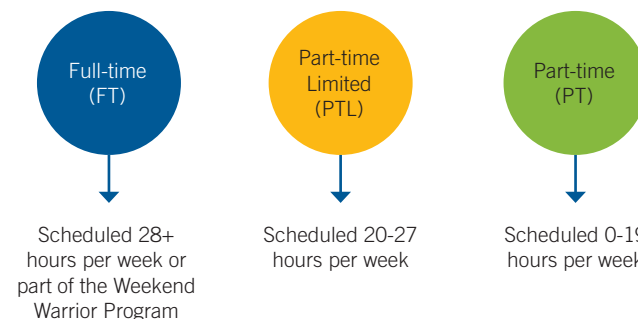 Full-time
(FT)
Scheduled 28+
hours per week or
part of the Weekend
Warrior Program
Part-time
Limited
(PTL)
Scheduled 20-27
hours per week
Part-time
(PT)
Scheduled 0-19
hours per week